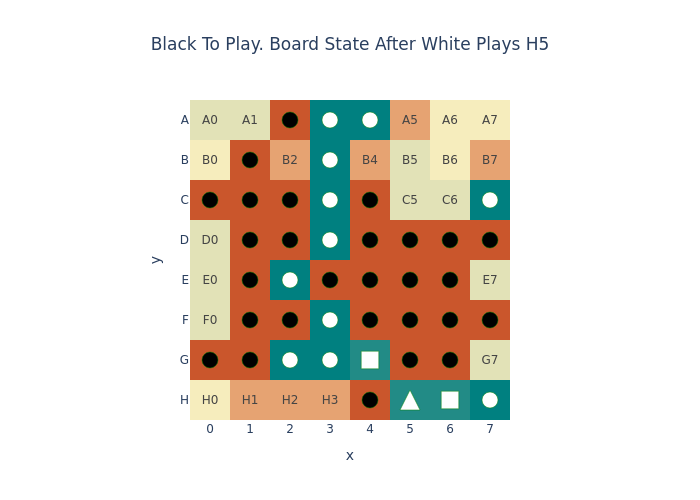 Black To Play. Board State After White Plays H5
A A0 A1 A5 A6 A7
B B0 B2 B4 B5 B6 B7
C C5 C6
D D0
y
E E0 E7
F F0
G G7
H H0 H1 H2 H3
0 1 2 3 4 5 6 7
x